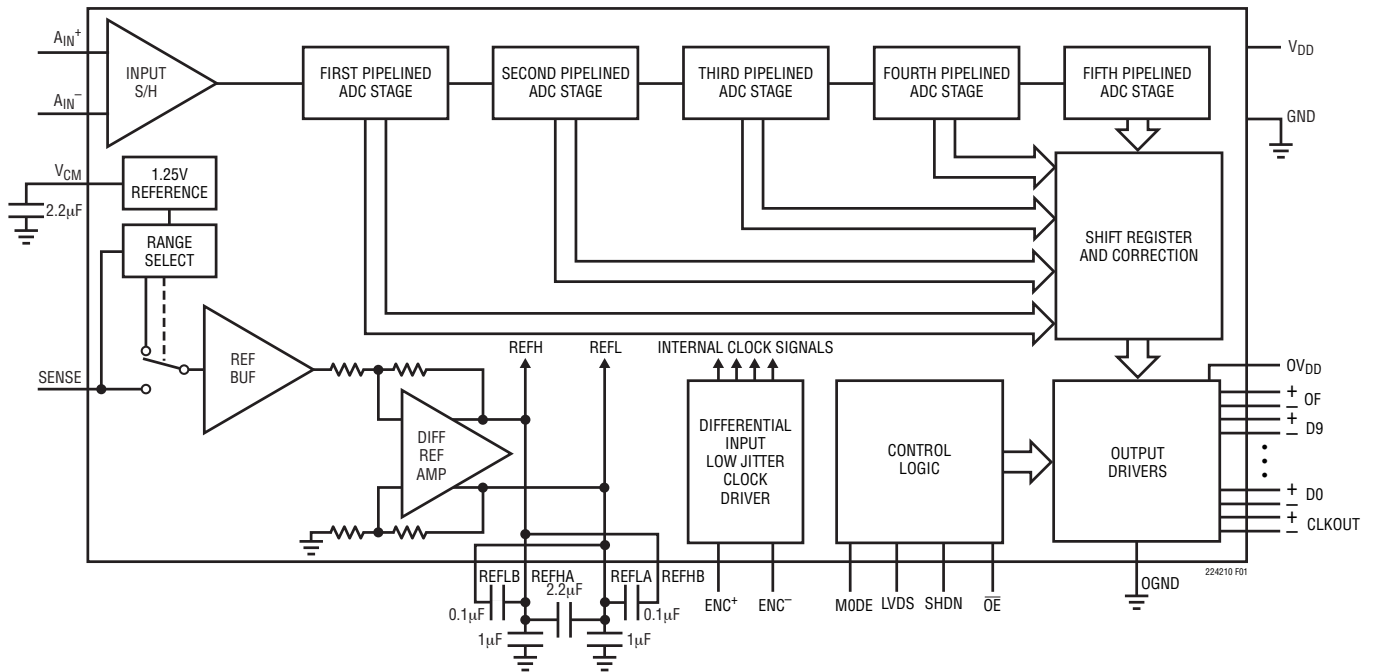 AIN+
INPUT
S/H
AIN−
FIRST PIPELINED
ADC STAGE
SECOND PIPELINED
ADC STAGE
THIRD PIPELINED
ADC STAGE
FOURTH PIPELINED
ADC STAGE
FIFTH PIPELINED
ADC STAGE
VDD
GND
VCM
2.2µF
1.25V
REFERENCE
RANGE
SELECT
SHIFT REGISTER
AND CORRECTION
SENSE
REF
BUF
DIFF
REF
AMP
REFH
REFL
INTERNAL CLOCK SIGNALS
DIFFERENTIAL
INPUT
LOW JITTER
CLOCK
DRIVER
CONTROL
LOGIC
OUTPUT
DRIVERS
OVDD
+
− OF
+
− D9
+
− D0
+
− CLKOUT
REFLB
REFHA
REFLA
REFHB
2.2µF
0.1µF
0.1µF
1µF
1µF
ENC+
ENC−
MODE
LVDS
SHDN
OE
OGND
224210 F01